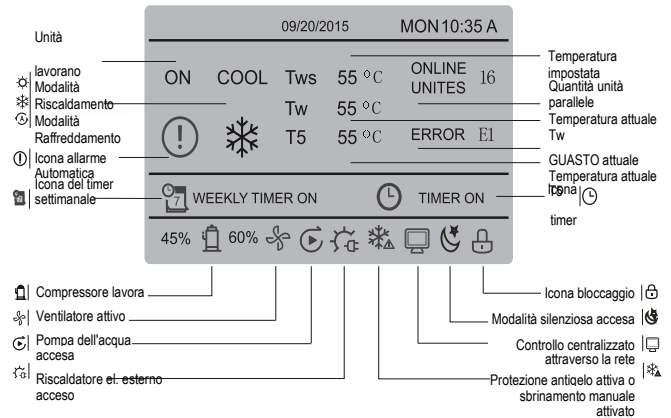 09/20/2015 MON 10:35 A
ON COOL Tws 55 °C ONLINE UNITES 16
Tw 55 °C
T5 55 °C ERROR E1
7 WEEKLY TIMER ON TIMER ON
45% 60%
Unità
lavorano
Modalità
Riscaldamento
Modalità
Raffreddamento
Icona allarme
Automatica
Icona del timer
settimanale
Temperatura
impostata
Quantità unità
parallele
Temperatura attuale
Tw
GUASTO attuale
Temperatura attuale
T5
Icona
timer
Compressore lavora
Ventilatore attivo
Pompa dell'acqua
accesa
Riscaldatore el. esterno
acceso
Icona bloccaggio
Modalità silenziosa accesa
Controllo centralizzato
attraverso la rete
Protezione antigelo attiva o
sbrinamento manuale
attivato